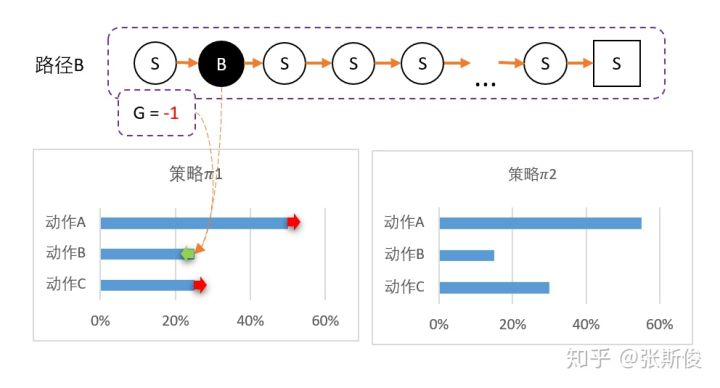 路径B
S B S S S ... S S
G = -1
策略π1
动作A
动作B
动作C
0% 20% 40% 60%
策略π2
动作A
动作B
动作C
0% 20% 40% 60%
知乎 @张斯俊